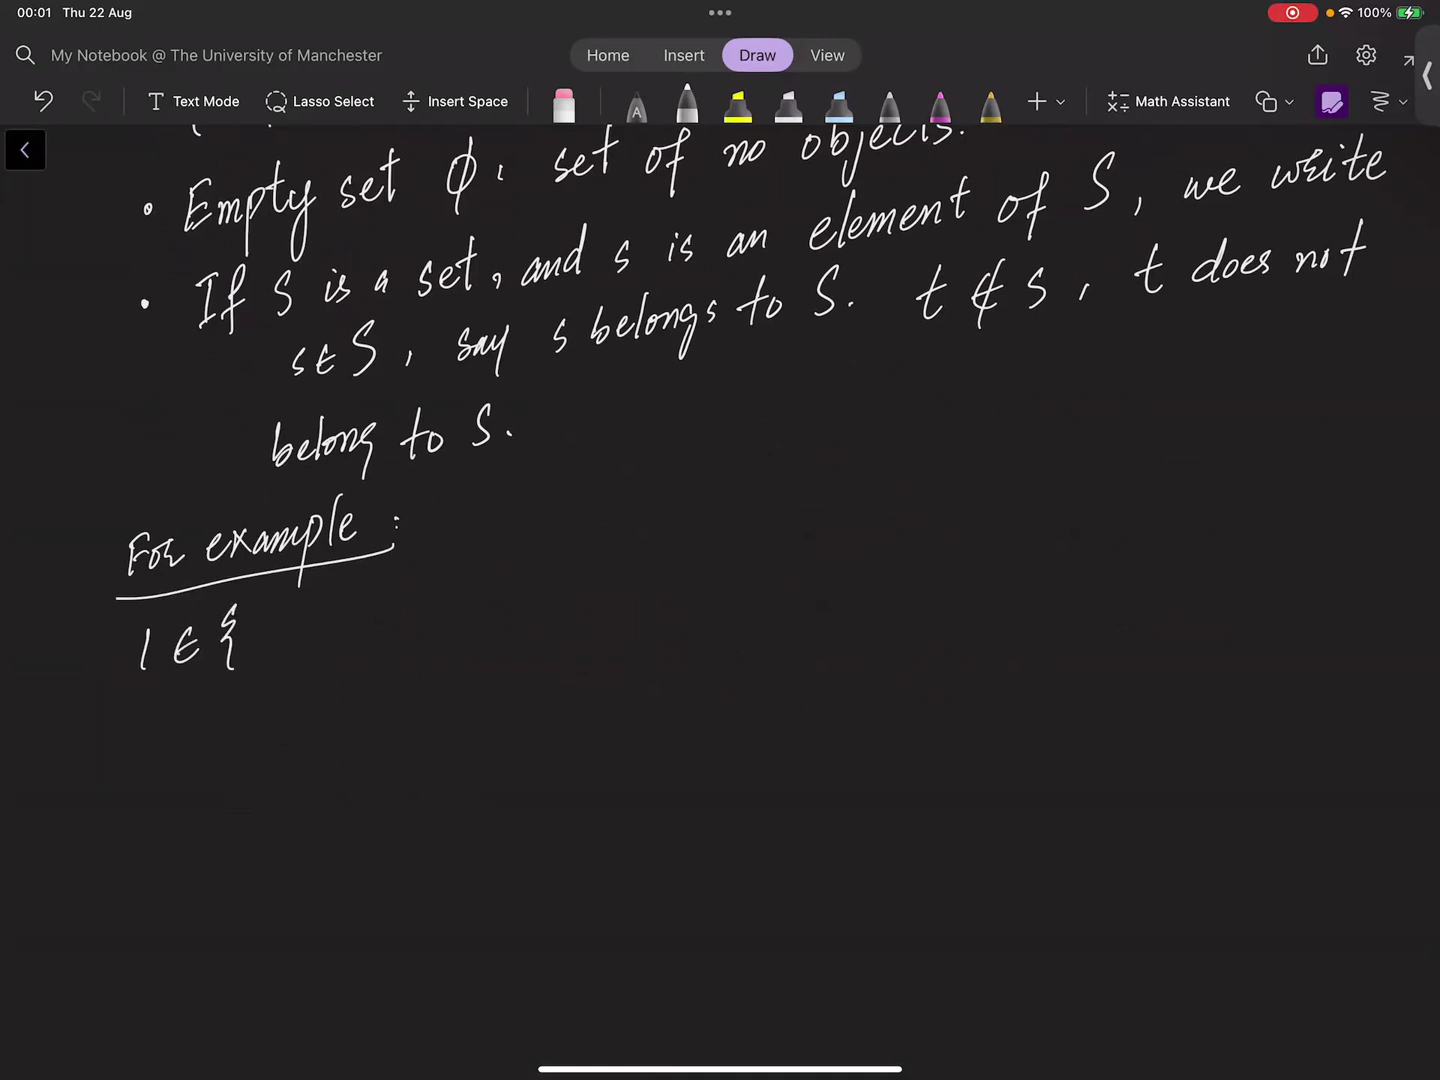 00:01 Thu 22 Aug
100%
My Notebook @ The University of Manchester
Home Insert Draw View
Text Mode Lasso Select Insert Space A Math Assistant
• Empty set ϕ, set of no objects.
• If S is a set, and s is an element of S, we write
s ∈ S, say s belongs to S. t ∉ S, t does not
belong to S.
For example :
1 ∈ {